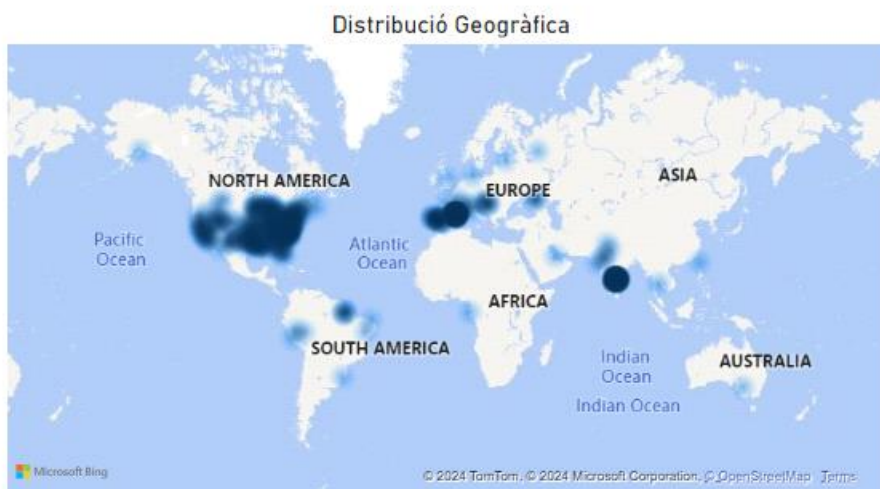 Distribució Geogràfica
NORTH AMERICA
EUROPE
ASIA
Pacific
Ocean
Atlantic
Ocean
AFRICA
SOUTH AMERICA
Indian
Ocean
AUSTRALIA
Indian Ocean
Microsoft Bing
© 2024 TomTom, © 2024 Microsoft Corporation, © OpenStreetMap Terms